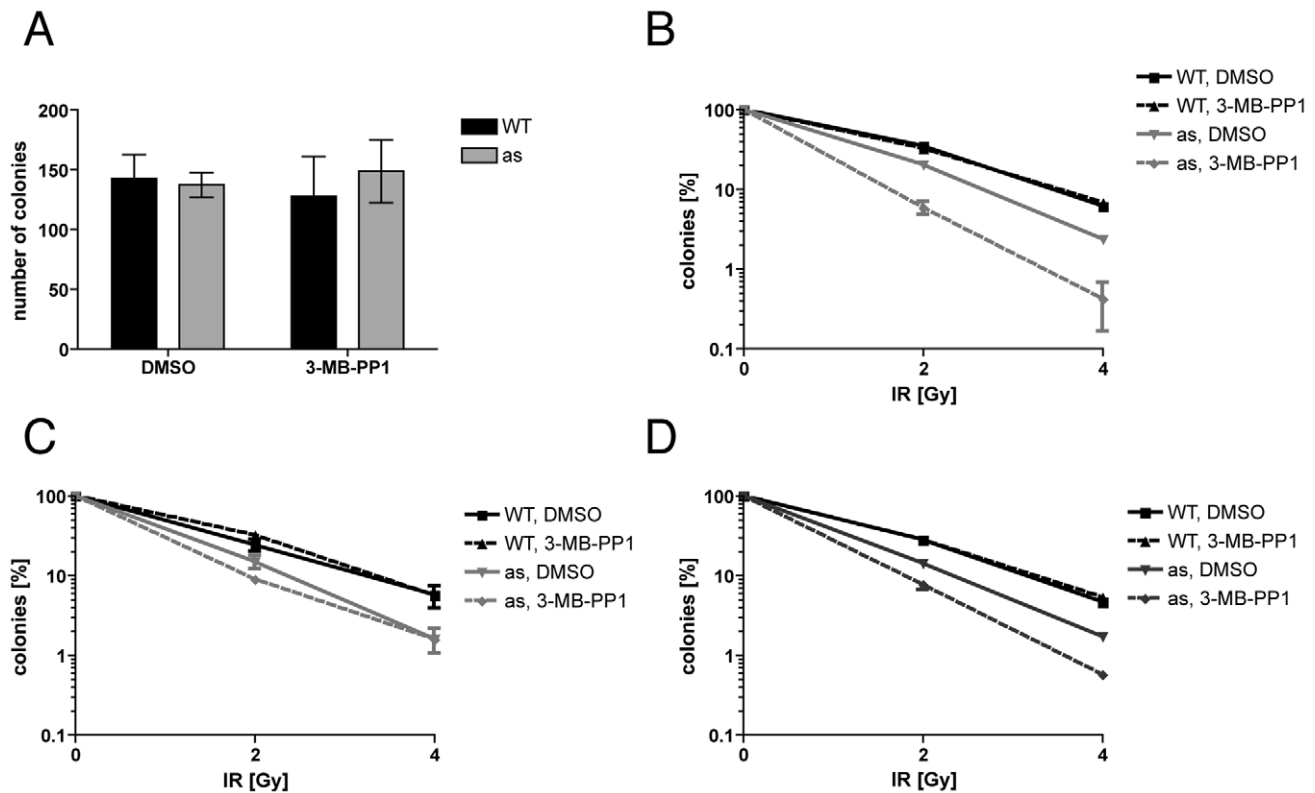 A
number of colonies
200
150
100
50
0
DMSO
3-MB-PP1
WT
as
B
colonies [%]
100
10
1
0.1
0
2
4
IR [Gy]
WT, DMSO
WT, 3-MB-PP1
as, DMSO
as, 3-MB-PP1
C
colonies [%]
100
10
1
0.1
0
2
4
IR [Gy]
WT, DMSO
WT, 3-MB-PP1
as, DMSO
as, 3-MB-PP1
D
colonies [%]
100
10
1
0.1
0
2
4
IR [Gy]
WT, DMSO
WT, 3-MB-PP1
as, DMSO
as, 3-MB-PP1